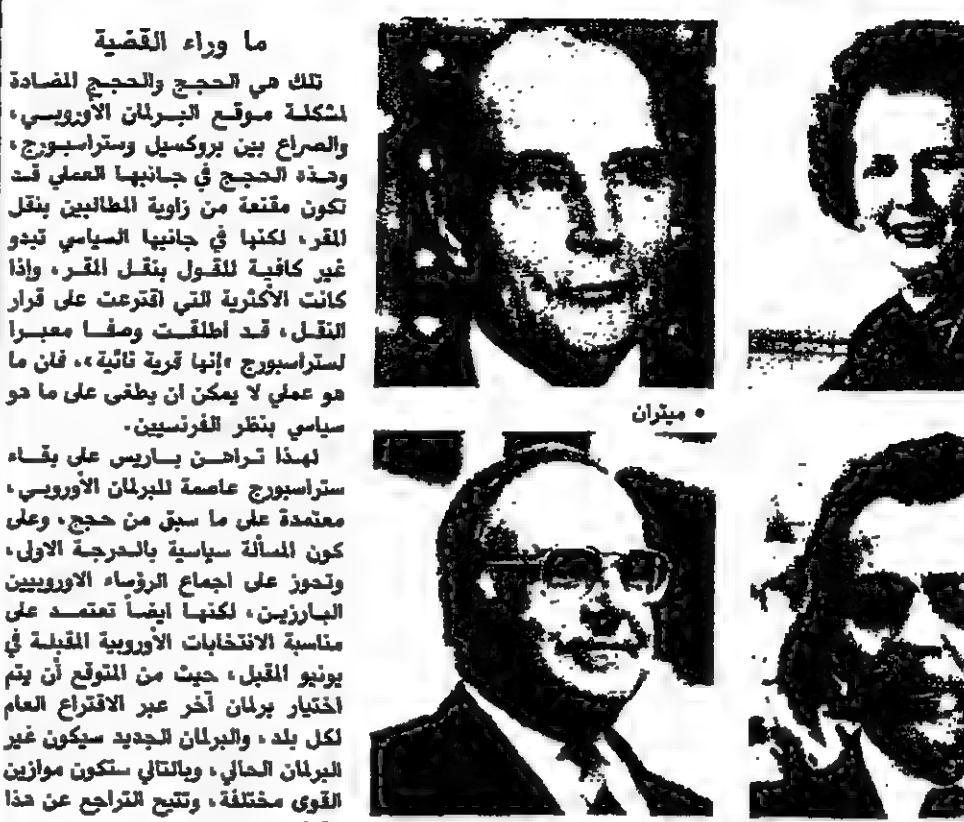 ما وراء القضية
تلك هي الحجج والحجج المضادة
لمشكلة موقع البرلمان الأوروبي،
والصراع بين بروكسيل وستراسبورج،
وهذه الحجج في جانبها العملي قد
تكون مقنعة من زاوية المطالبين بنقل
المقر، لكنها في جانبها السياسي تبدو
غير كافية للقول بنقل المقر، وإذا
كانت الأكثرية التي اقترعت على قرار
النقل، قد اطلقت وصفا معبرا
لستراسبورج «إنها قرية نائية»، فان ما
هو عملي لا يمكن ان يطغى على ما هو
سياسي بنظر الفرنسيين.
لهذا تراهن باريس على بقاء
ستراسبورج عاصمة للبرلمان الأوروبي،
معتمدة على ما سبق من حجج، وعلى
كون المسألة سياسية بالدرجة الاولى،
وتحوز على اجماع الرؤساء الاوروبيين
البارزين، لكنها ايضاً تعتمد على
مناسبة الانتخابات الأوروبية المقبلة في
يونيو المقبل، حيث من المتوقع أن يتم
اختيار برلمان آخر عبر الاقتراع العام
لكل بلد، والبرلمان الجديد سيكون غير
البرلمان الحالي، وبالتالي ستكون موازين
القوى مختلفة، وتتيح التراجع عن هذا
• ميتران